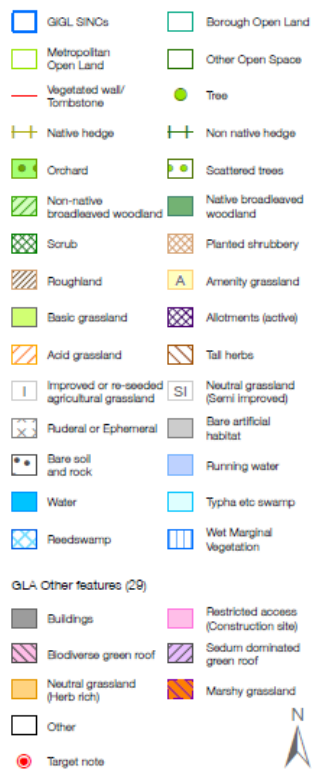 GiGL SINCs
Borough Open Land
Metropolitan
Open Land
Other Open Space
Vegetated wall/
Tombstone
Tree
Native hedge
Non native hedge
Orchard
Scattered trees
Non-native
broadleaved woodland
Native broadleaved
woodland
Scrub
Planted shrubbery
Roughland
A
Amenity grassland
Basic grassland
Allotments (active)
Acid grassland
Tall herbs
I
Improved or re-seeded
agricultural grassland
SI
Neutral grassland
(Semi improved)
Ruderal or Ephemeral
Bare artificial
habitat
Bare soil
and rock
Running water
Water
Typha etc swamp
Reedswamp
Wet Marginal
Vegetation
GLA Other features (29)
Buildings
Restricted access
(Construction site)
Biodiverse green roof
Sedum dominated
green roof
Neutral grassland
(Herb rich)
Marshy grassland
Other
N
Target note